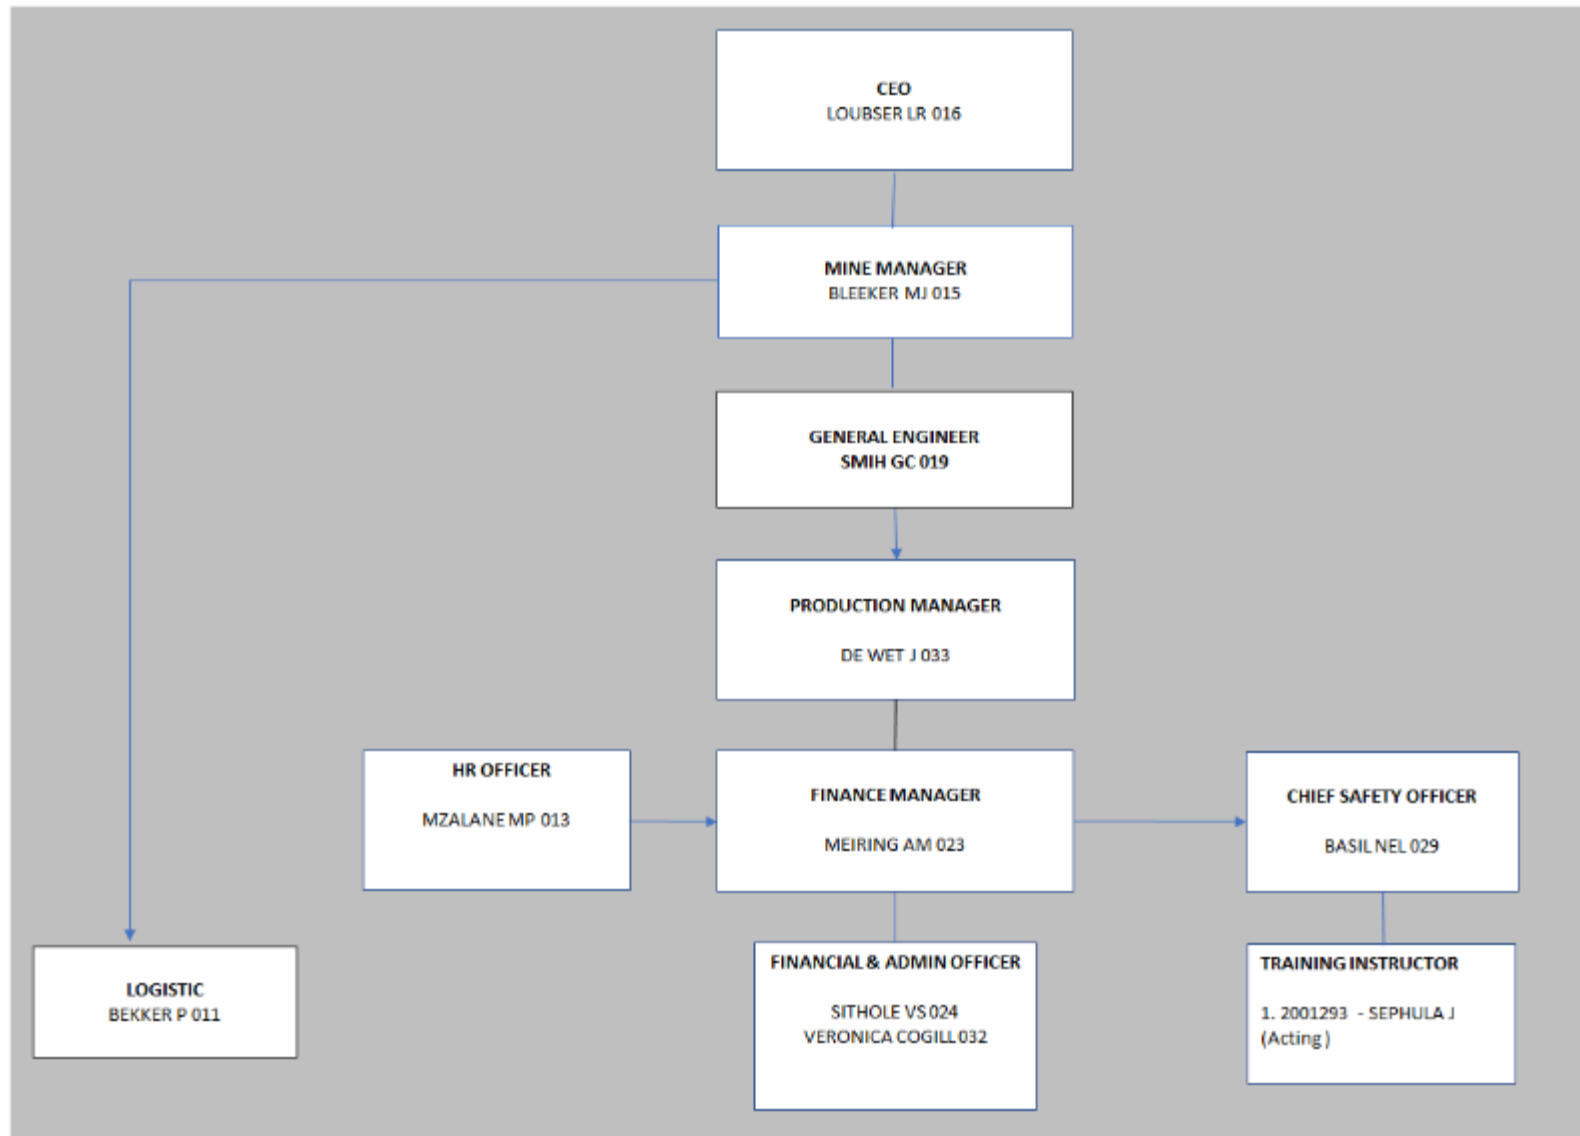 CEO
LOUBSER LR 016
MINE MANAGER
BLEEKER MJ 015
GENERAL ENGINEER
SMIH GC 019
PRODUCTION MANAGER
DE WET J 033
HR OFFICER
MZALANE MP 013
FINANCE MANAGER
MEIRING AM 023
CHIEF SAFETY OFFICER
BASIL NEL 029
LOGISTIC
BEKKER P 011
FINANCIAL & ADMIN OFFICER
SITHOLE VS 024
VERONICA COGILL 032
TRAINING INSTRUCTOR
1. 2001293 - SEPHULA J
(Acting)